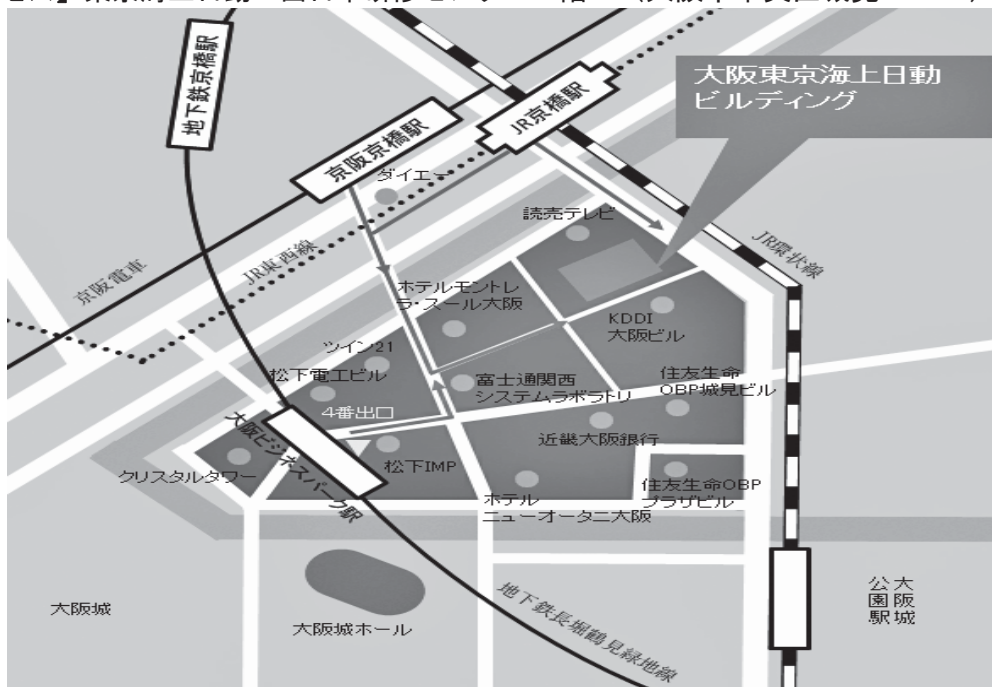 地下鉄京橋駅
京阪京橋駅
JR京橋駅
大阪東京海上日動
ビルディング
ダイエー
読売テレビ
京阪電車
JR東西線
JR環状線
ホテルモントレ
ラ・スール大阪
KDDI
大阪ビル
ツイン21
松下電工ビル
富士通関西
システムラボラトリ
住友生命
OBP城見ビル
4番出口
大阪ビジネスパーク駅
近畿大阪銀行
クリスタルタワー
松下IMP
ホテル
ニューオータニ大阪
住友生命OBP
プラザビル
大阪城
大阪城ホール
地下鉄長堀鶴見緑地線
大阪城
公園駅